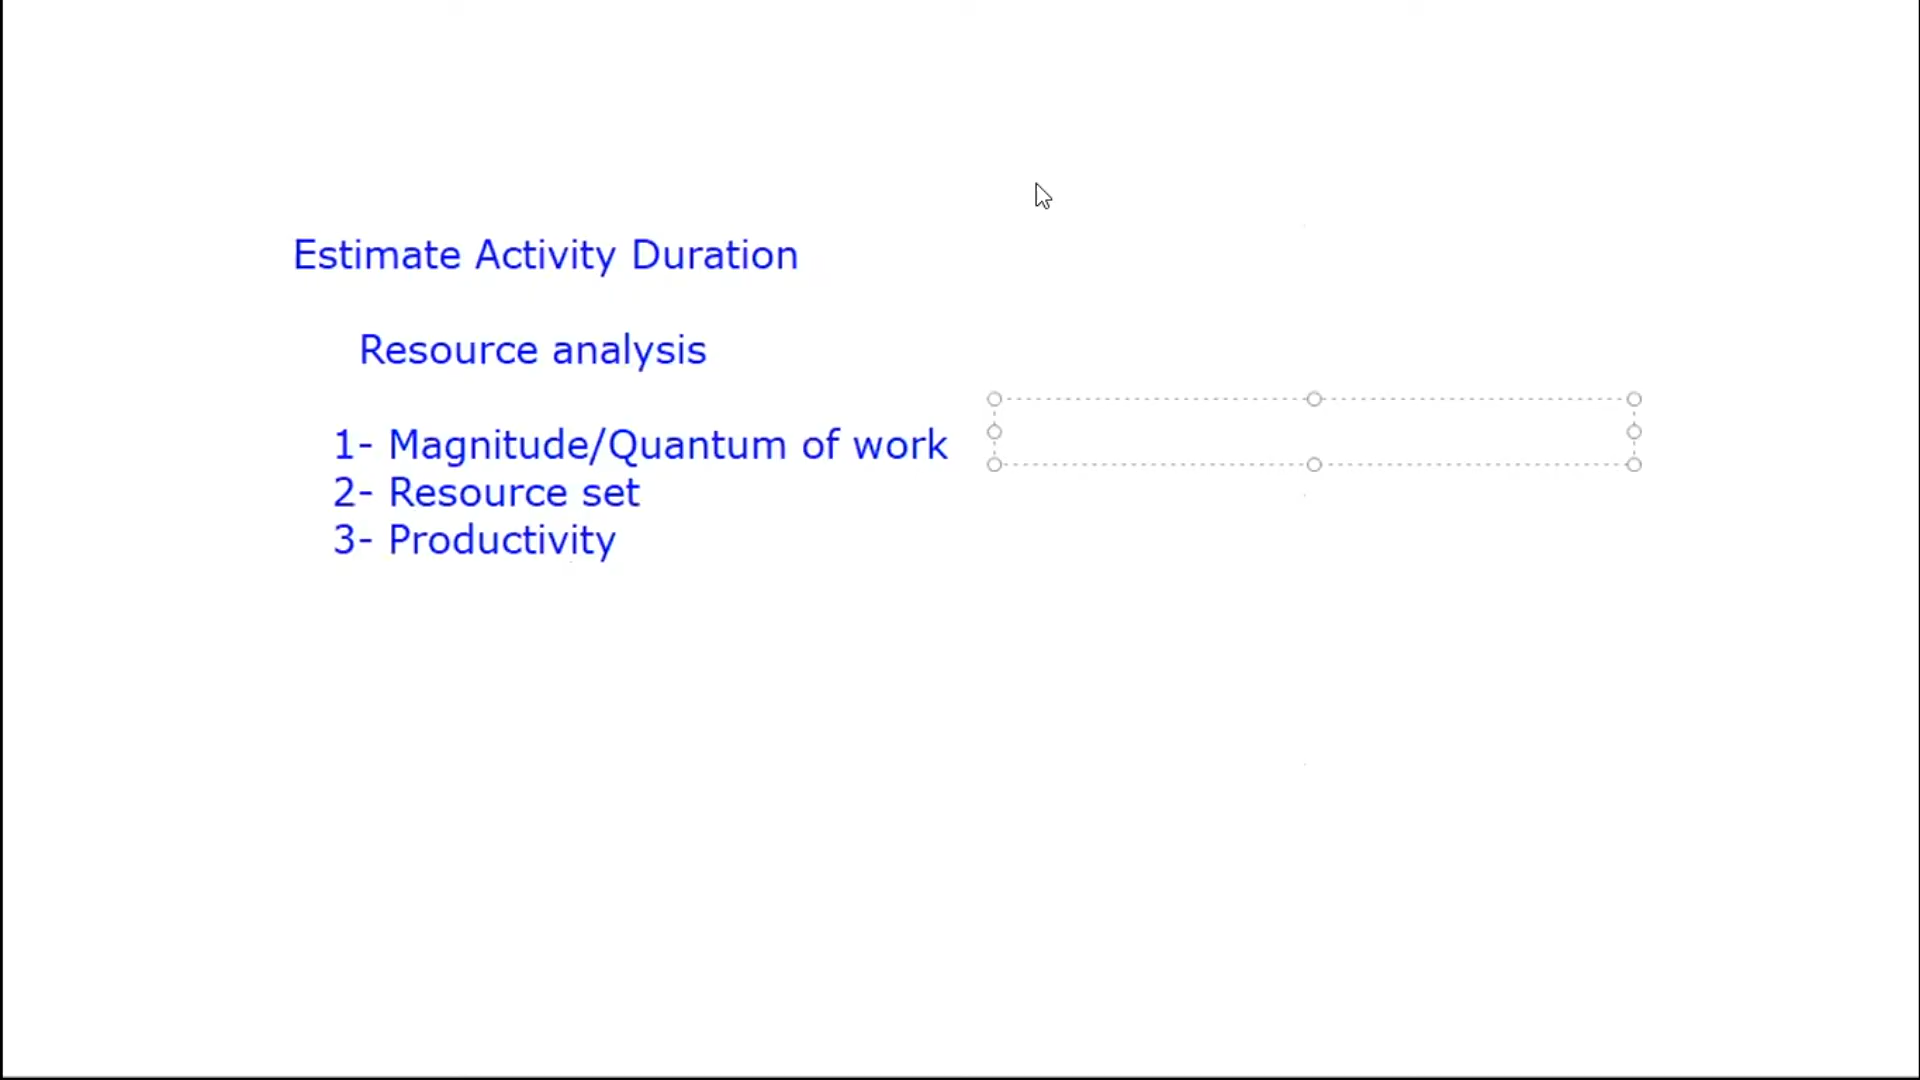 Estimate Activity Duration
Resource analysis
1- Magnitude/Quantum of work
2- Resource set
3- Productivity